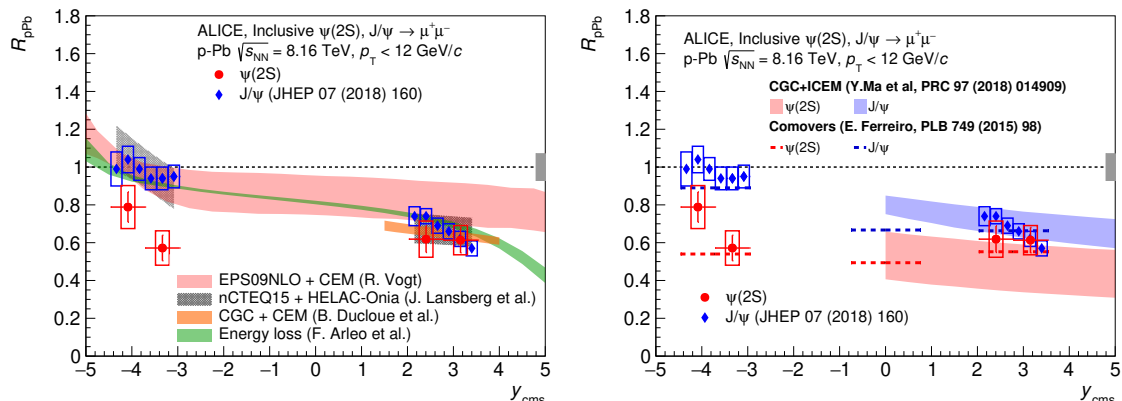 R_pPb
1.8
1.6
1.4
1.2
1
0.8
0.6
0.4
0.2
0
ALICE, Inclusive ψ(2S), J/ψ → μ⁺μ⁻
p-Pb √s_NN = 8.16 TeV, p_T < 12 GeV/c
ψ(2S)
J/ψ (JHEP 07 (2018) 160)
EPS09NLO + CEM (R. Vogt)
nCTEQ15 + HELAC-Onia (J. Lansberg et al.)
CGC + CEM (B. Ducloue et al.)
Energy loss (F. Arleo et al.)
−5 −4 −3 −2 −1 0 1 2 3 4 5
y_cms
R_pPb
1.8
1.6
1.4
1.2
1
0.8
0.6
0.4
0.2
0
ALICE, Inclusive ψ(2S), J/ψ → μ⁺μ⁻
p-Pb √s_NN = 8.16 TeV, p_T < 12 GeV/c
CGC+ICEM (Y.Ma et al, PRC 97 (2018) 014909)
ψ(2S) J/ψ
Comovers (E. Ferreiro, PLB 749 (2015) 98)
ψ(2S) J/ψ
ψ(2S)
J/ψ (JHEP 07 (2018) 160)
−5 −4 −3 −2 −1 0 1 2 3 4 5
y_cms